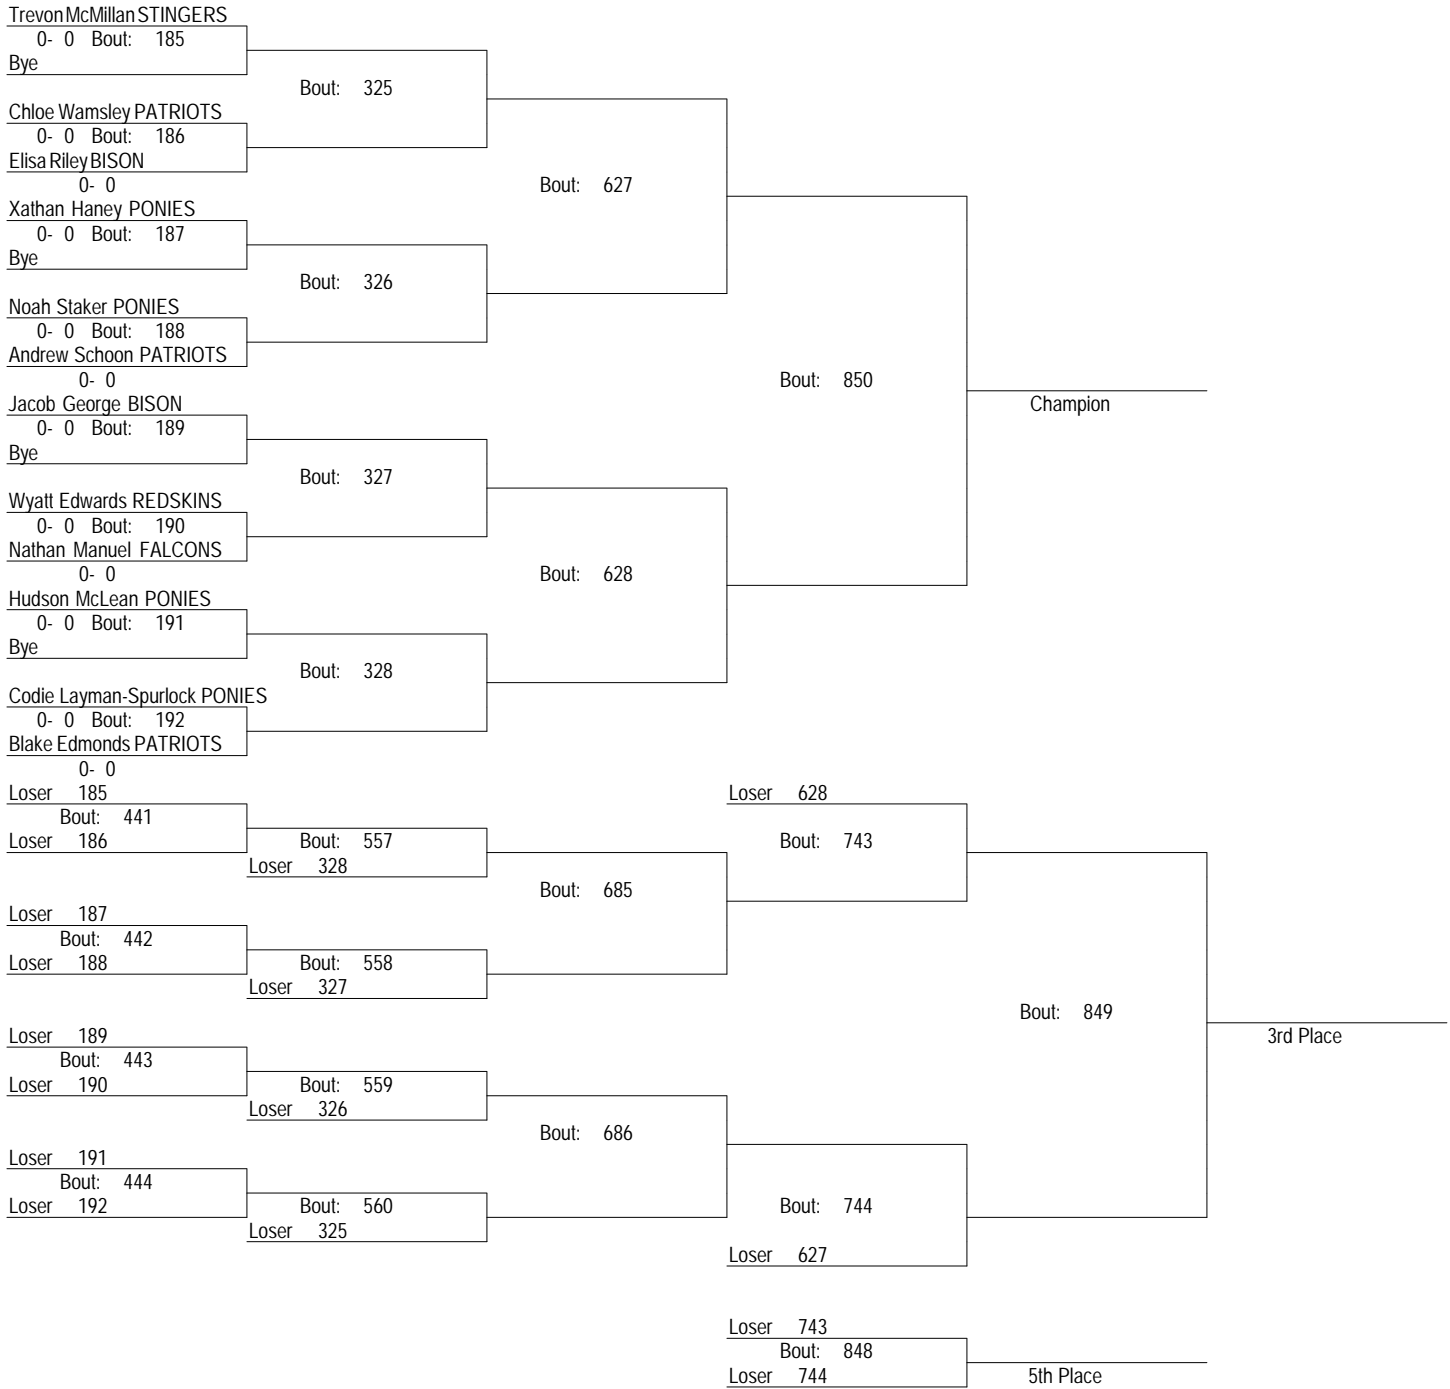 Trevon McMillan STINGERS
0- 0 Bout: 185
Bye
Bout: 325
Chloe Wamsley PATRIOTS
0- 0 Bout: 186
Elisa Riley BISON
0- 0
Bout: 627
Xathan Haney PONIES
0- 0 Bout: 187
Bye
Bout: 326
Noah Staker PONIES
0- 0 Bout: 188
Andrew Schoon PATRIOTS
0- 0
Bout: 850
Jacob George BISON
Champion
0- 0 Bout: 189
Bye
Bout: 327
Wyatt Edwards REDSKINS
0- 0 Bout: 190
Nathan Manuel FALCONS
0- 0
Bout: 628
Hudson McLean PONIES
0- 0 Bout: 191
Bye
Bout: 328
Codie Layman-Spurlock PONIES
0- 0 Bout: 192
Blake Edmonds PATRIOTS
0- 0
Loser 185
Loser 628
Bout: 441
Loser 186
Bout: 557
Bout: 743
Loser 328
Bout: 685
Loser 187
Bout: 442
Loser 188
Bout: 558
Loser 327
Bout: 849
Loser 189
3rd Place
Bout: 443
Loser 190
Bout: 559
Loser 326
Bout: 686
Loser 191
Bout: 444
Loser 192
Bout: 560
Bout: 744
Loser 325
Loser 627
Loser 743
Bout: 848
Loser 744
5th Place